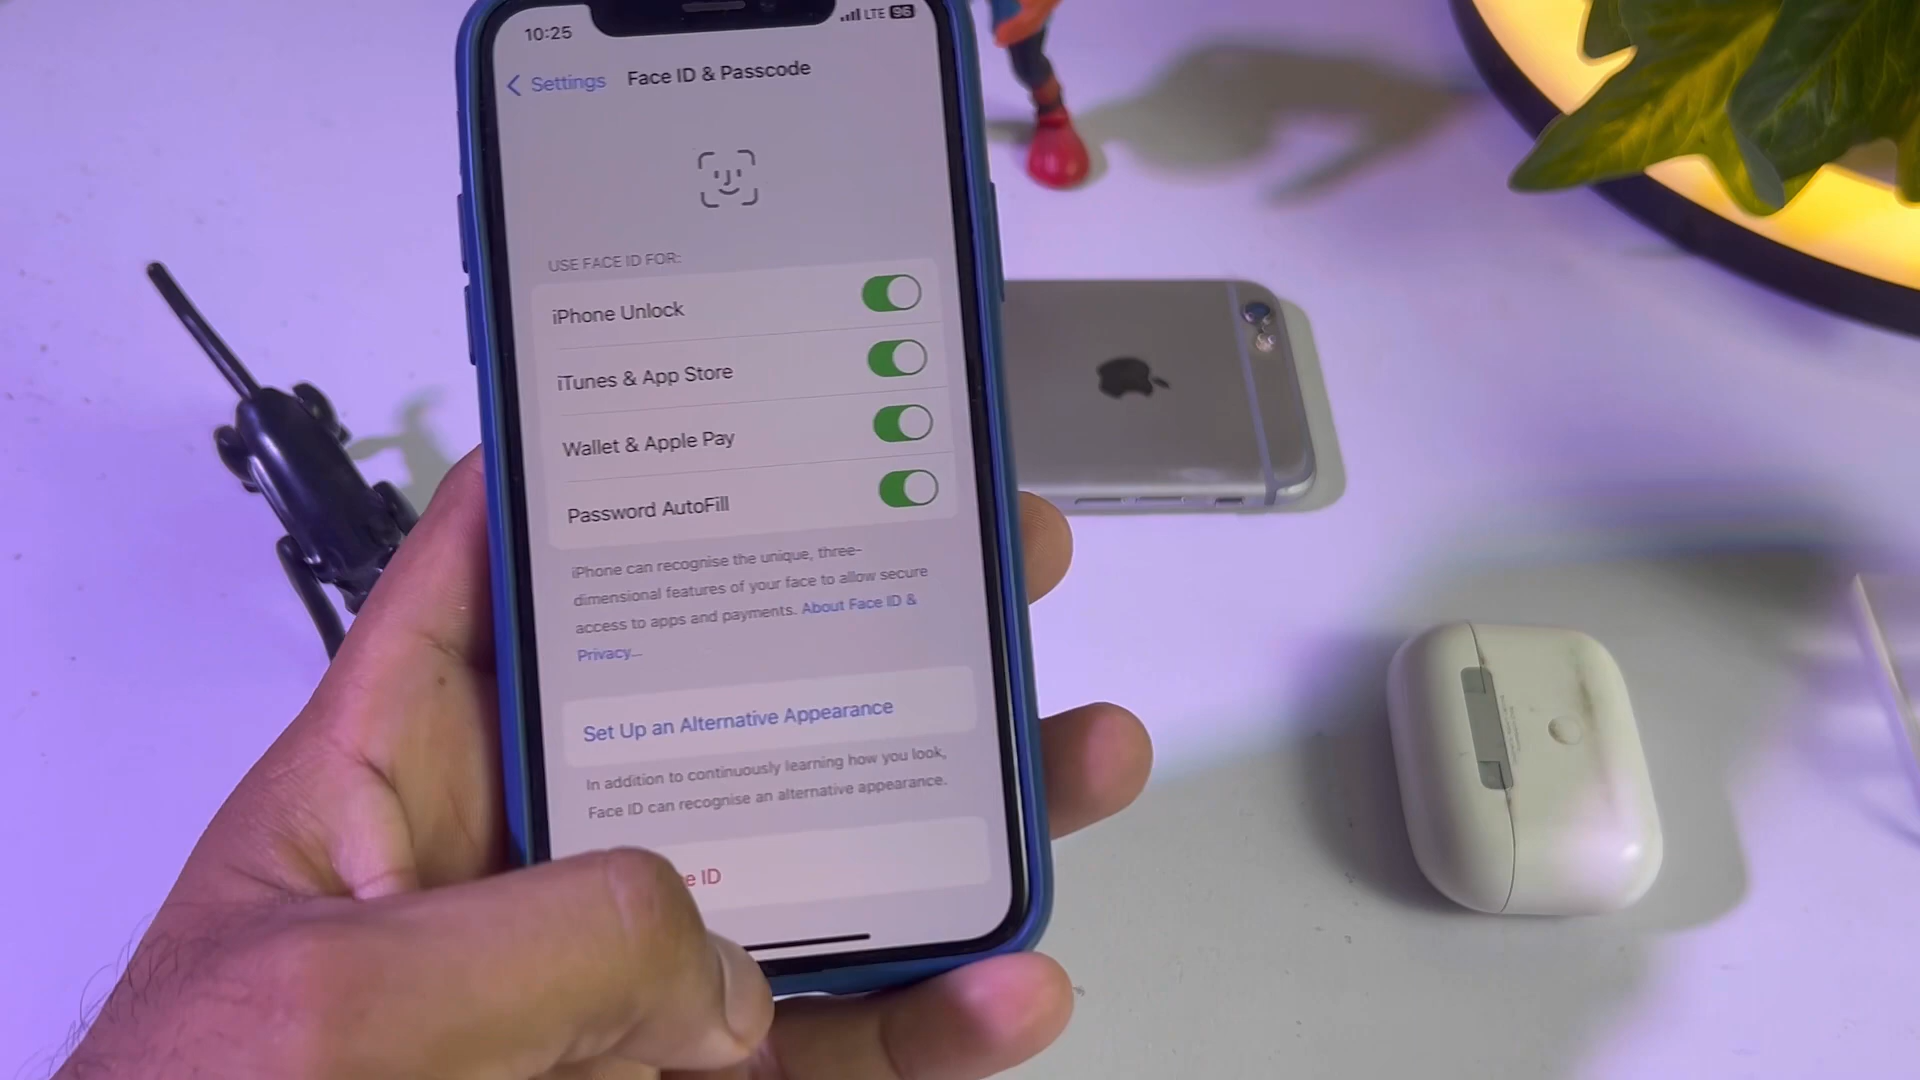 10:25
LTE 96
Settings
Face ID & Passcode
USE FACE ID FOR:
iPhone Unlock
iTunes & App Store
Wallet & Apple Pay
Password AutoFill
iPhone can recognise the unique, three-
dimensional features of your face to allow secure
access to apps and payments. About Face ID &
Privacy...
Set Up an Alternative Appearance
In addition to continuously learning how you look,
Face ID can recognise an alternative appearance.
e ID